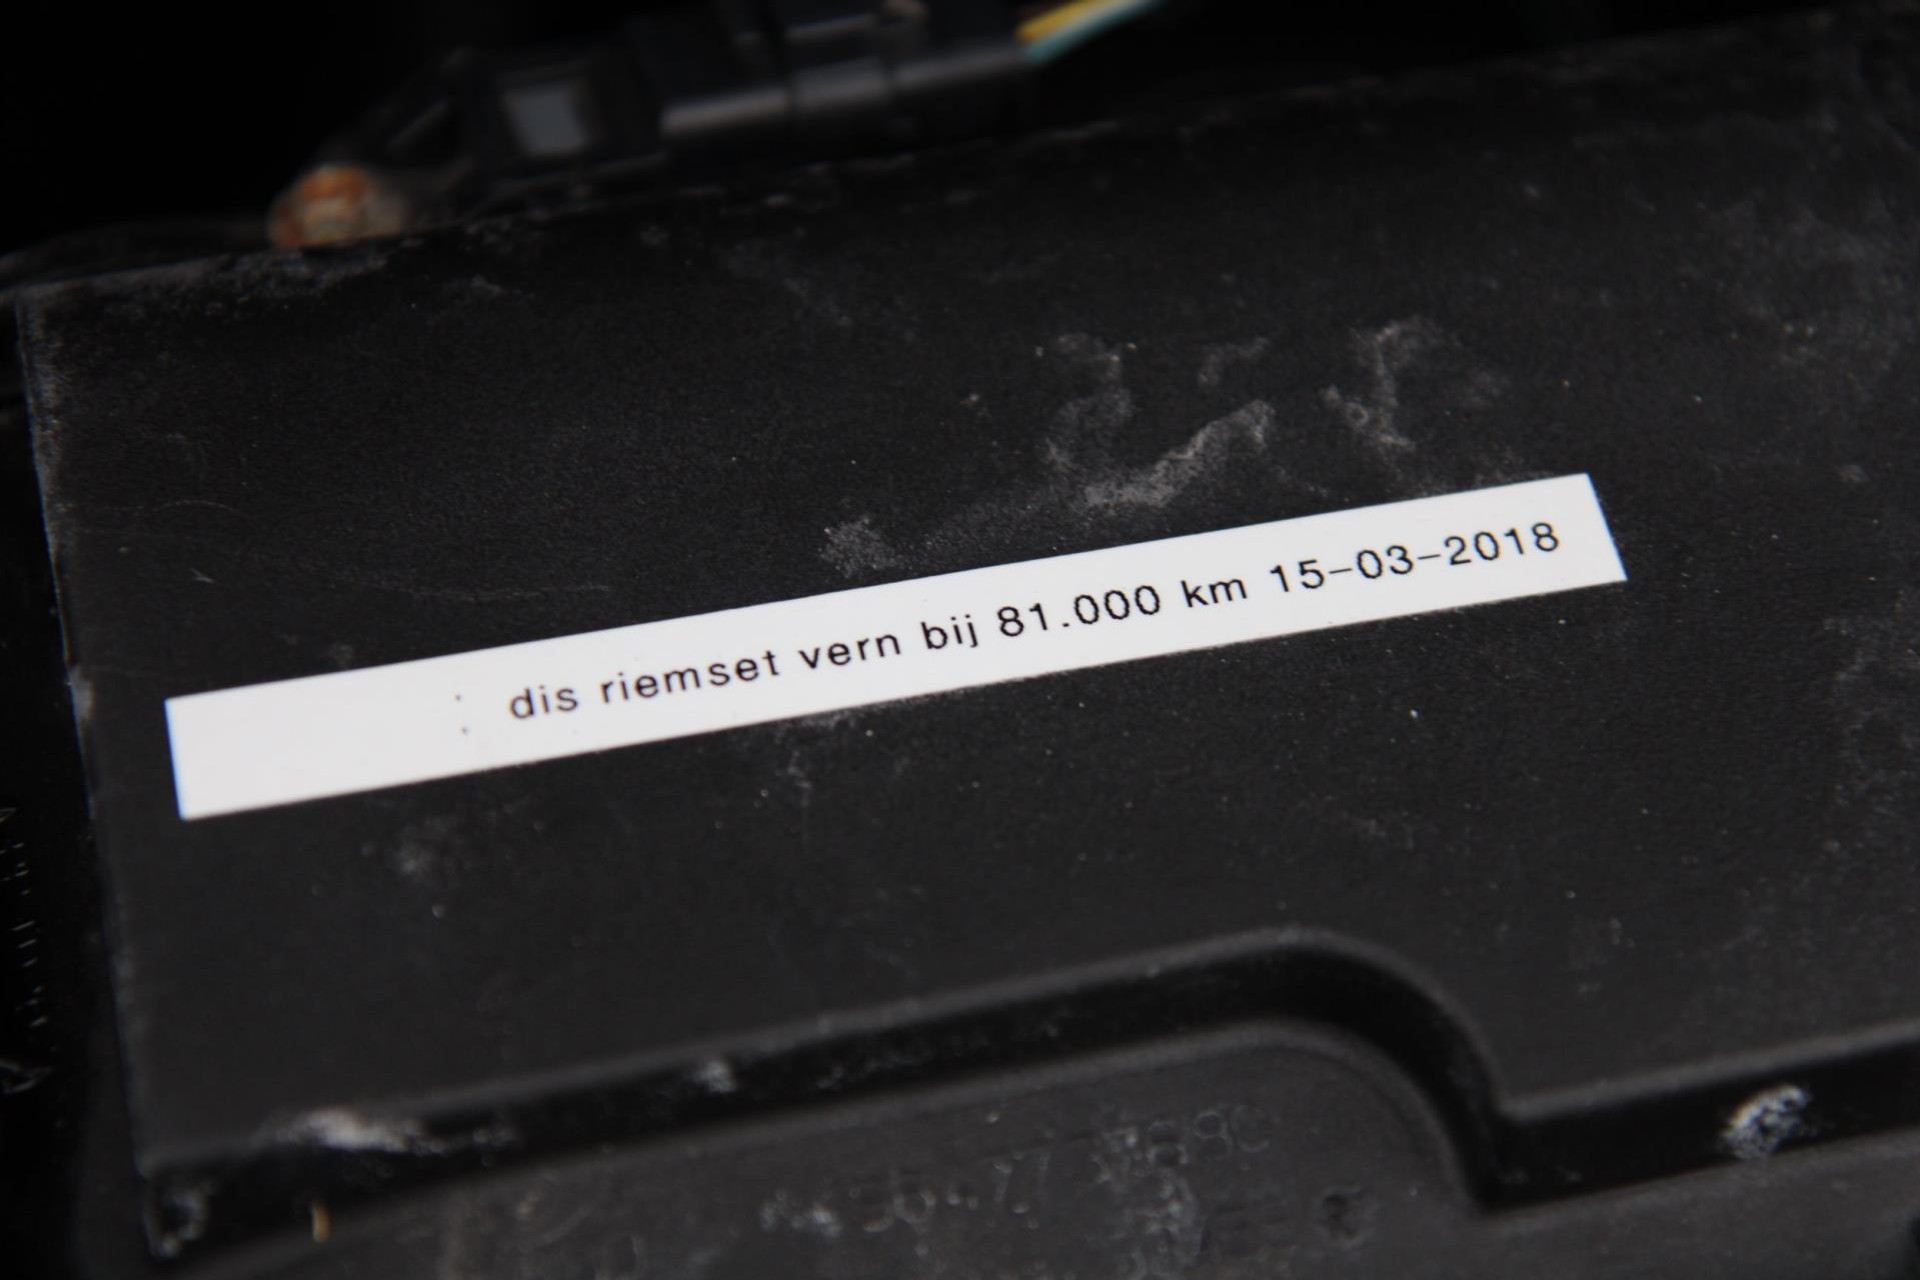 : dis riemset vern bij 81.000 km 15-03-2018